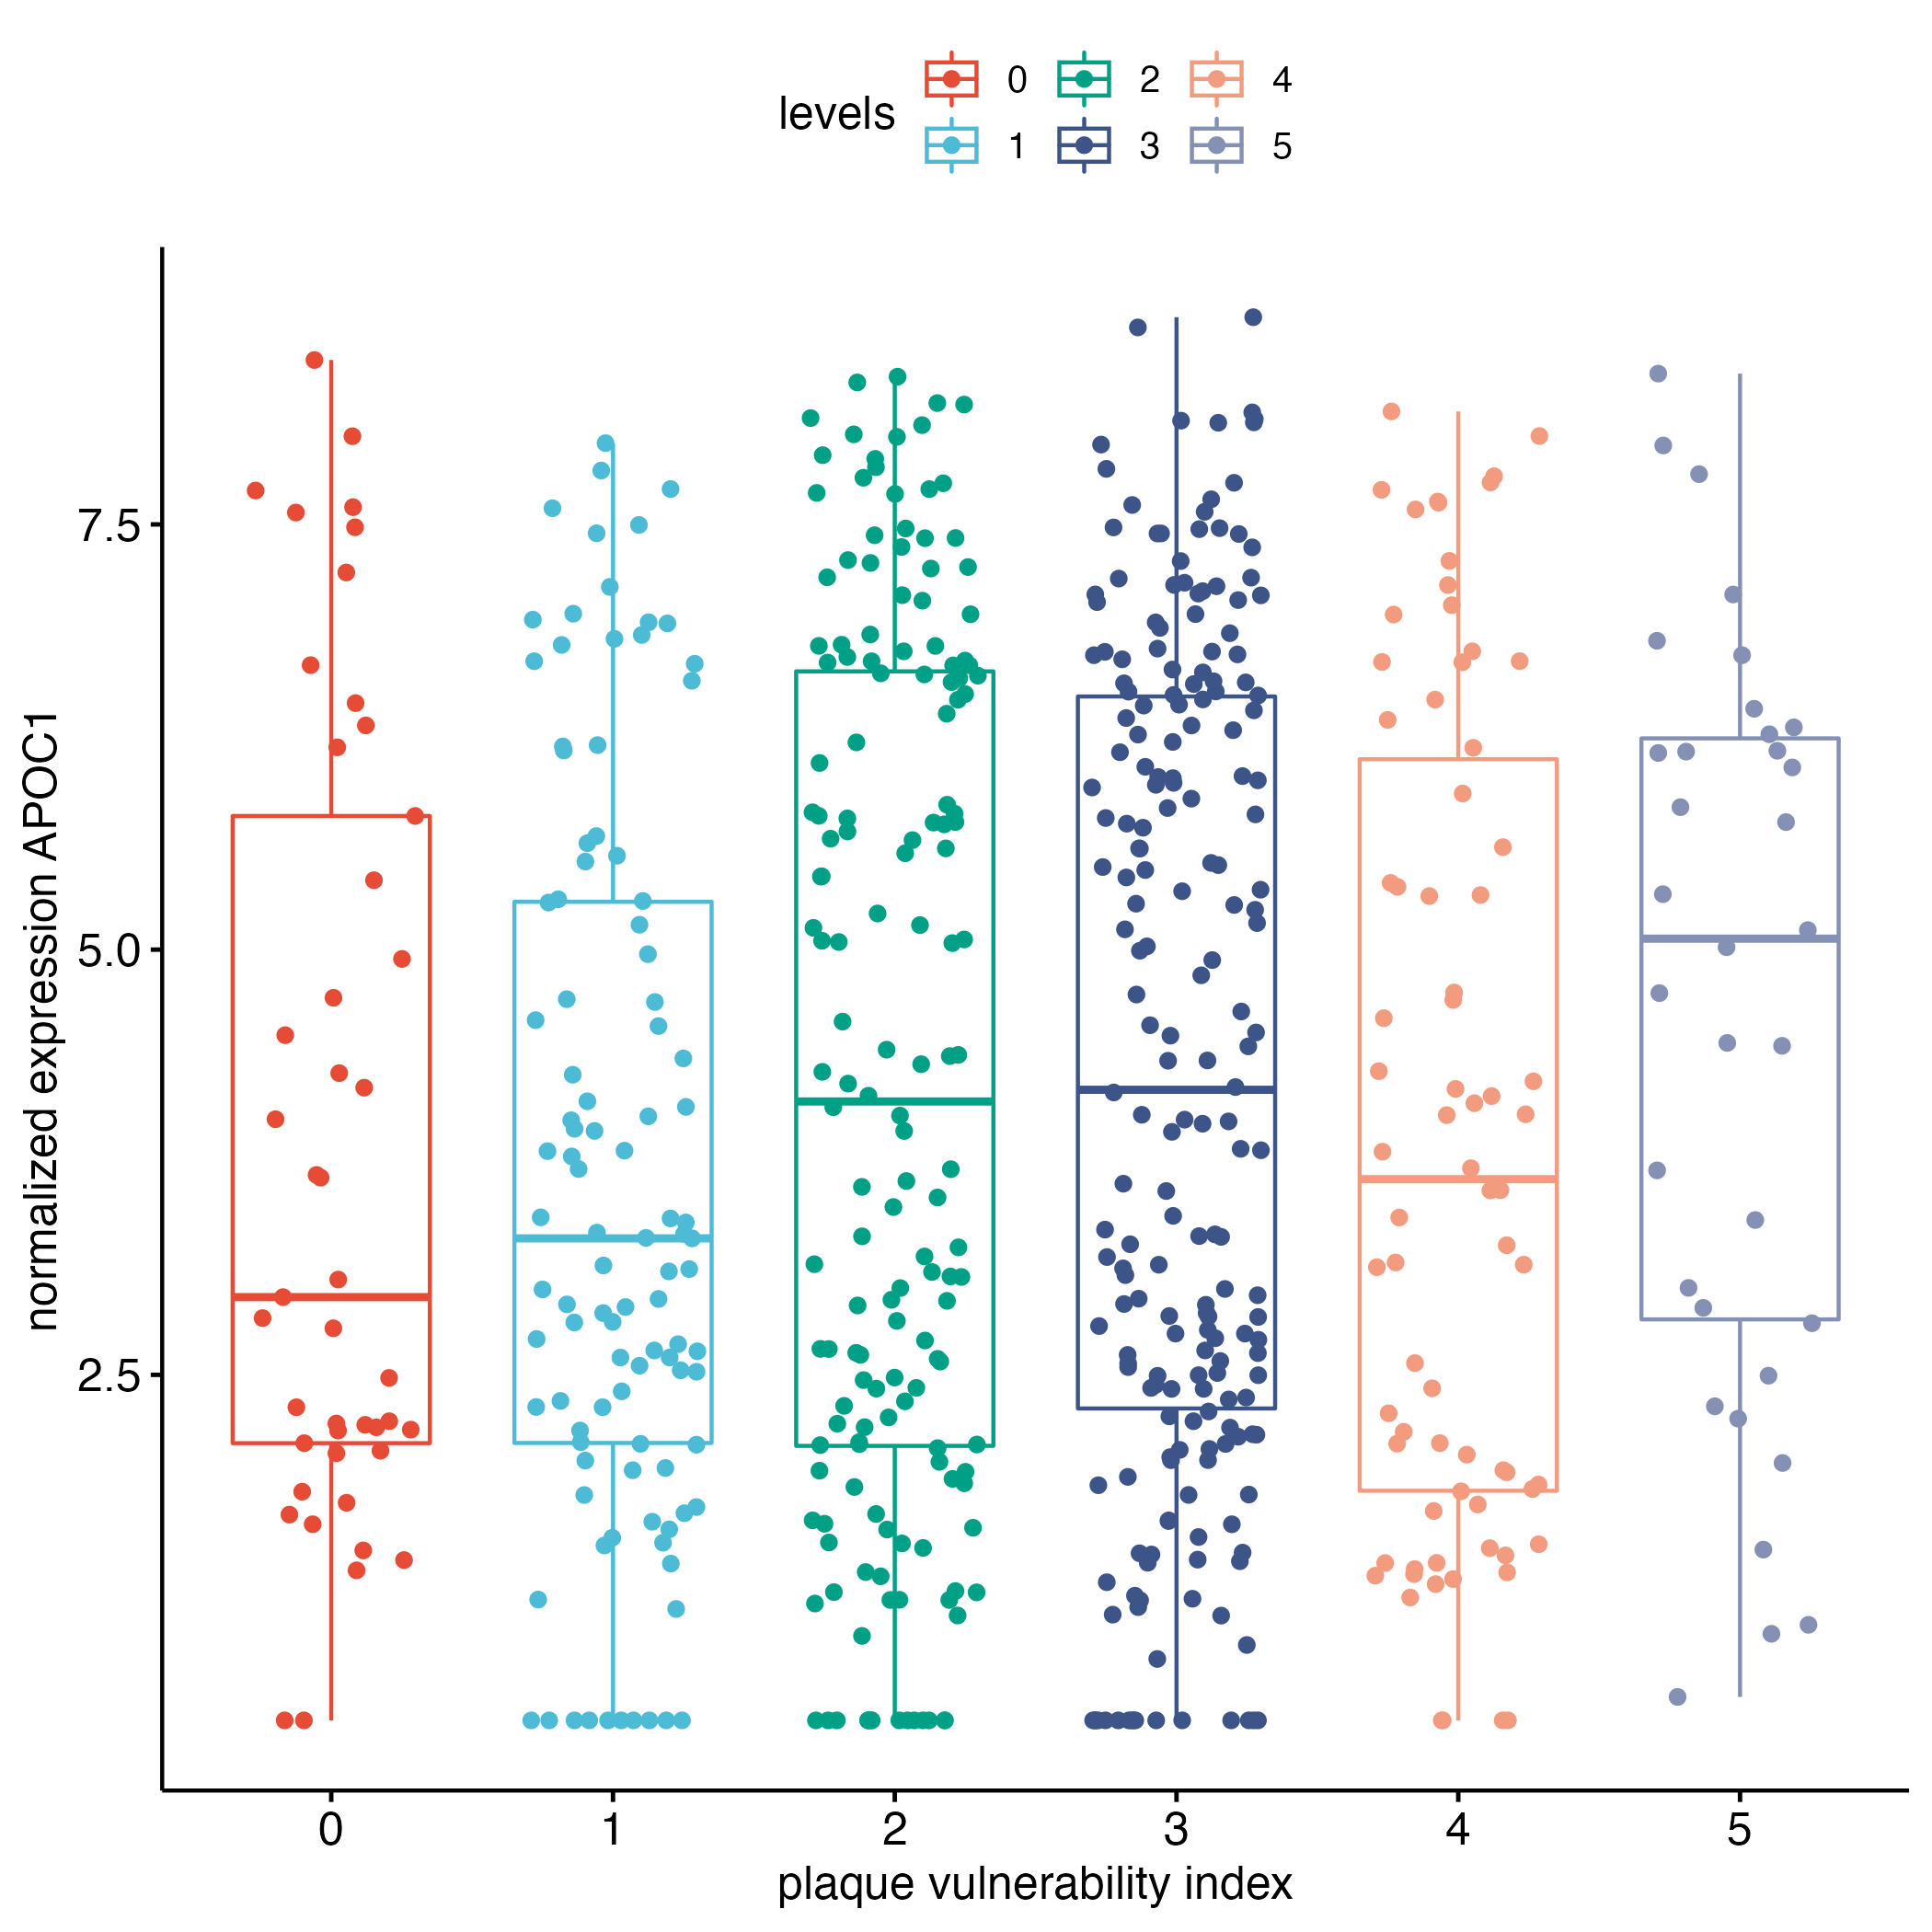 levels
0 2 4
1 3 5
normalized expression APOC1
7.5
5.0
2.5
0 1 2 3 4 5
plaque vulnerability index